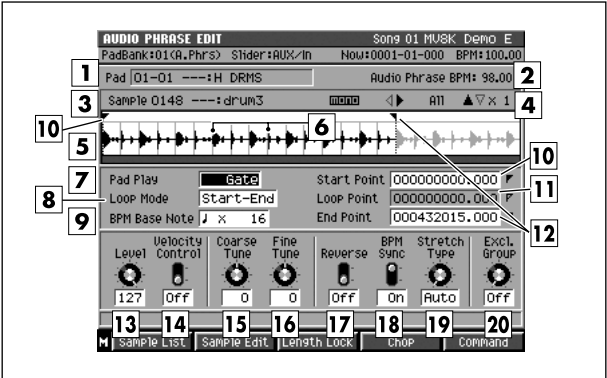 AUDIO PHRASE EDIT Song 01 MV8K Demo E
PadBank:01(A.Phrs) Slider:AUX/In Now:0001-01-000 BPM:100.00
1 Pad 01-01 ---:H DRMS Audio Phrase BPM: 98.00 2
3 Sample 0148 ---:drum3 mono All x 1 4
10
6
5
7 Pad Play Gate Start Point 000000000.000 10
8 Loop Mode Start-End Loop Point 000000000.000 11
9 BPM Base Note ♩ x 16 End Point 000432015.000
12
Velocity Coarse Fine BPM Stretch Excl.
Level Control Tune Tune Reverse Sync Type Group
127 Off 0 0 Off On Auto Off
13 14 15 16 17 18 19 20
M Sample List Sample Edit Length Lock Chop Command